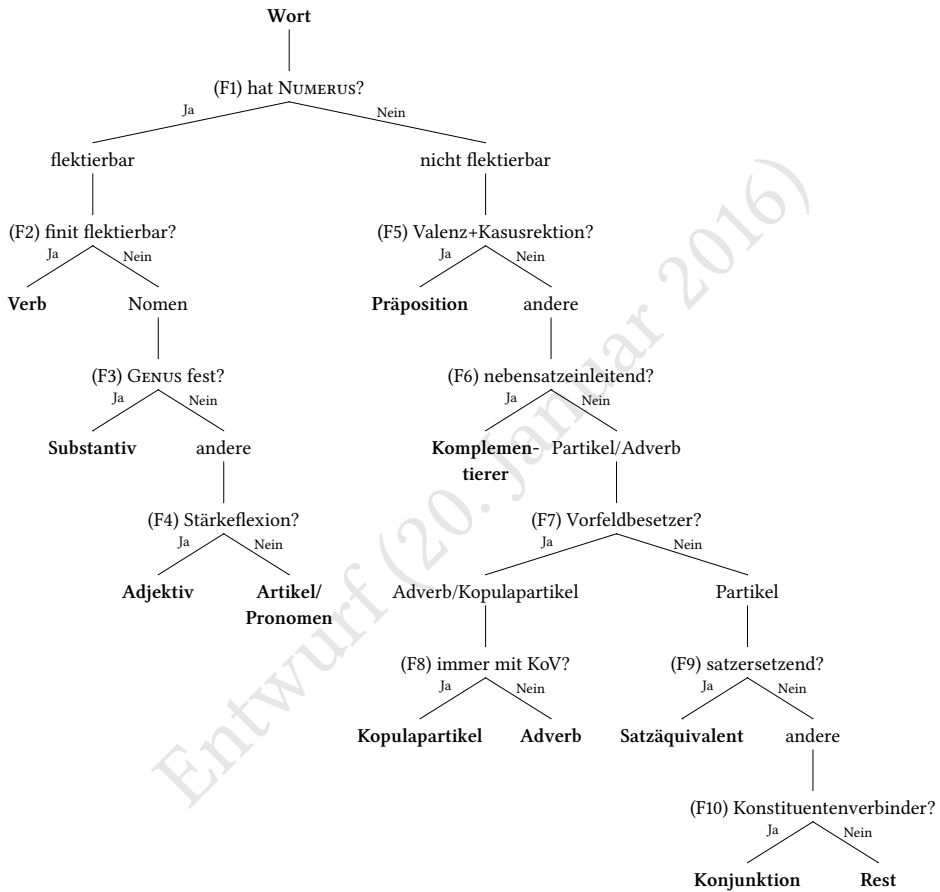 Wort
(F1) hat Numerus?
Ja Nein
flektierbar nicht flektierbar
(F2) finit flektierbar? (F5) Valenz+Kasusrektion?
Ja Nein Ja Nein
Verb Nomen Präposition andere
(F3) Genus fest? (F6) nebensatzeinleitend?
Ja Nein Ja Nein
Substantiv andere Komplemen- Partikel/Adverb
tierer
(F4) Stärkeflexion? (F7) Vorfeldbesetzer?
Ja Nein Ja Nein
Adjektiv Artikel/ Adverb/Kopulapartikel Partikel
Pronomen
(F8) immer mit KoV? (F9) satzersetzend?
Ja Nein Ja Nein
Kopulapartikel Adverb Satzäquivalent andere
(F10) Konstituentenverbinder?
Ja Nein
Konjunktion Rest
Entwurf (20. Januar 2016)